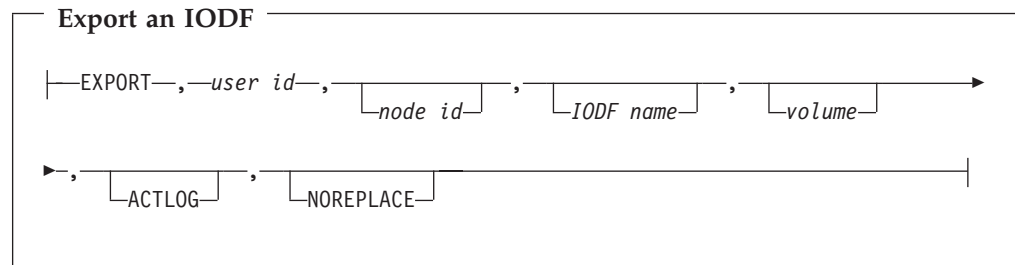 Export an IODF
EXPORT , user id , node id , IODF name , volume
, ACTLOG , NOREPLACE